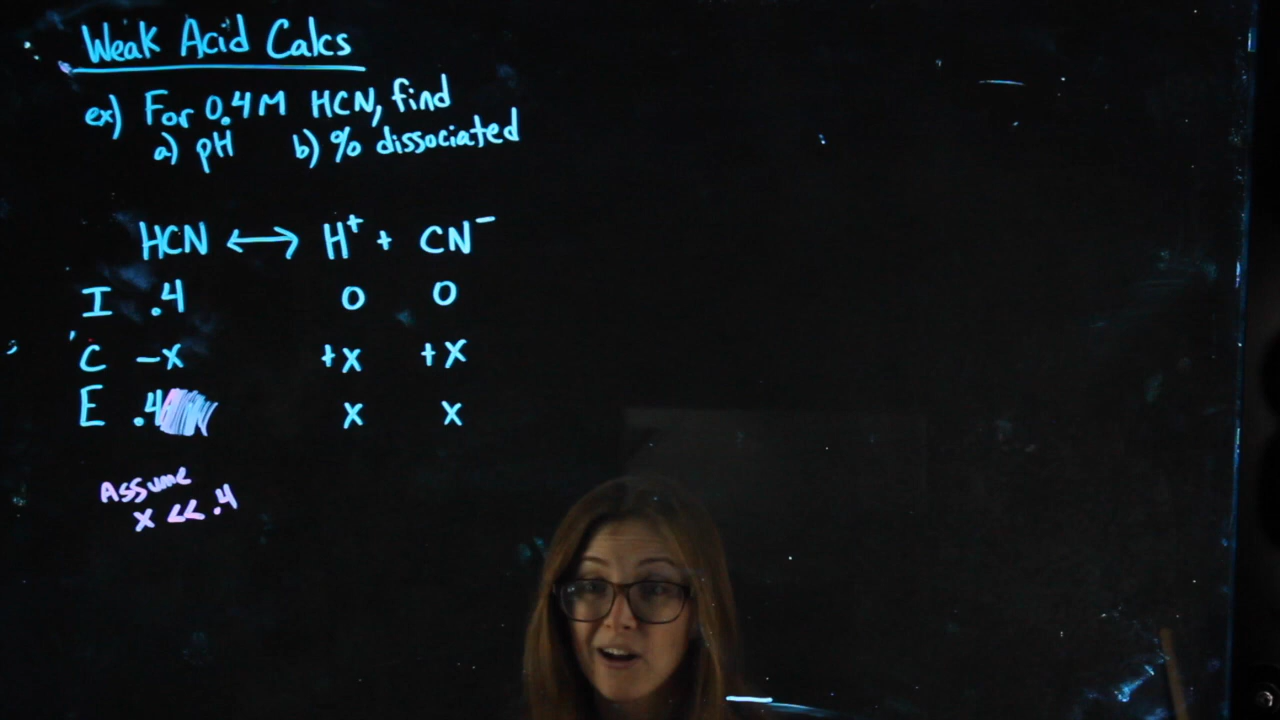 Weak Acid Calcs
ex) For 0.4M HCN, find
a) pH b) % dissociated
HCN ⟷ H⁺ + CN⁻
I .4 0 0
C -x +x +x
E .4 x x
Assume
x << .4